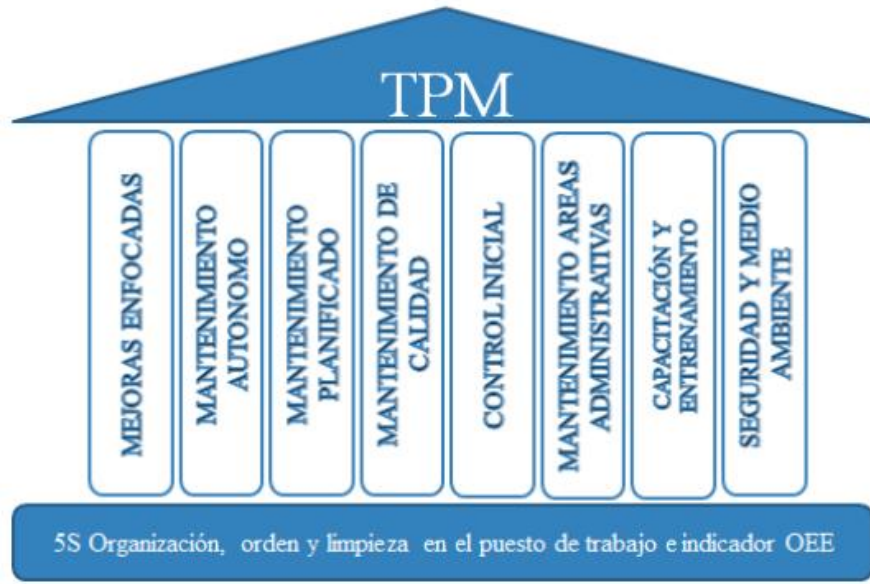 TPM
MEJORAS ENFOCADAS
MANTENIMIENTO
AUTONOMO
MANTENIMIENTO
PLANIFICADO
MANTENIMIENTO DE
CALIDAD
CONTROL INICIAL
MANTENIMIENTO AREAS
ADMINISTRATIVAS
CAPACITACIÓN Y
ENTRENAMIENTO
SEGURIDAD Y MEDIO
AMBIENTE
5S Organización, orden y limpieza en el puesto de trabajo e indicador OEE